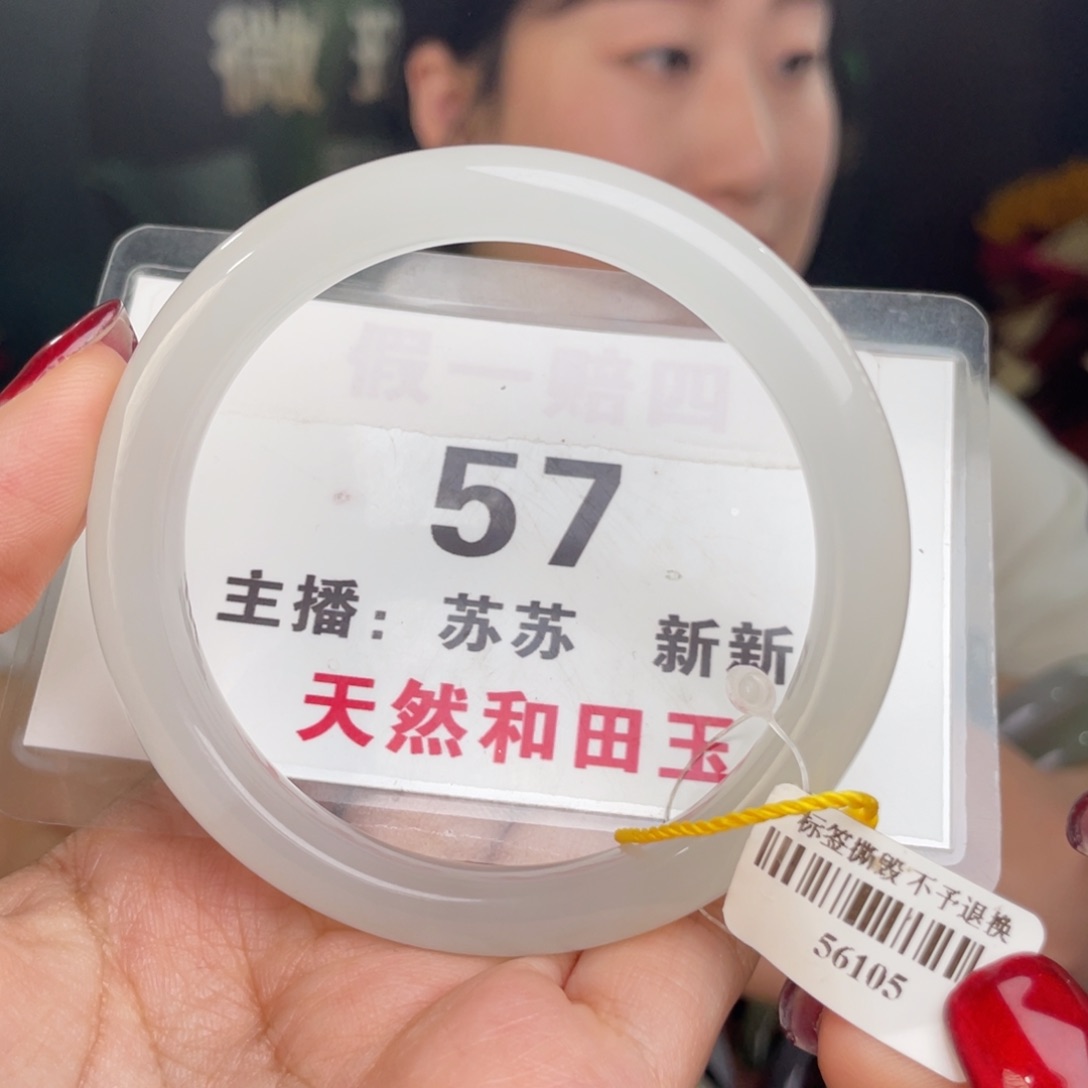 微
假一赔四
57
主播：苏苏 新新
天然和田玉
标签撕毁 不予退换
56105